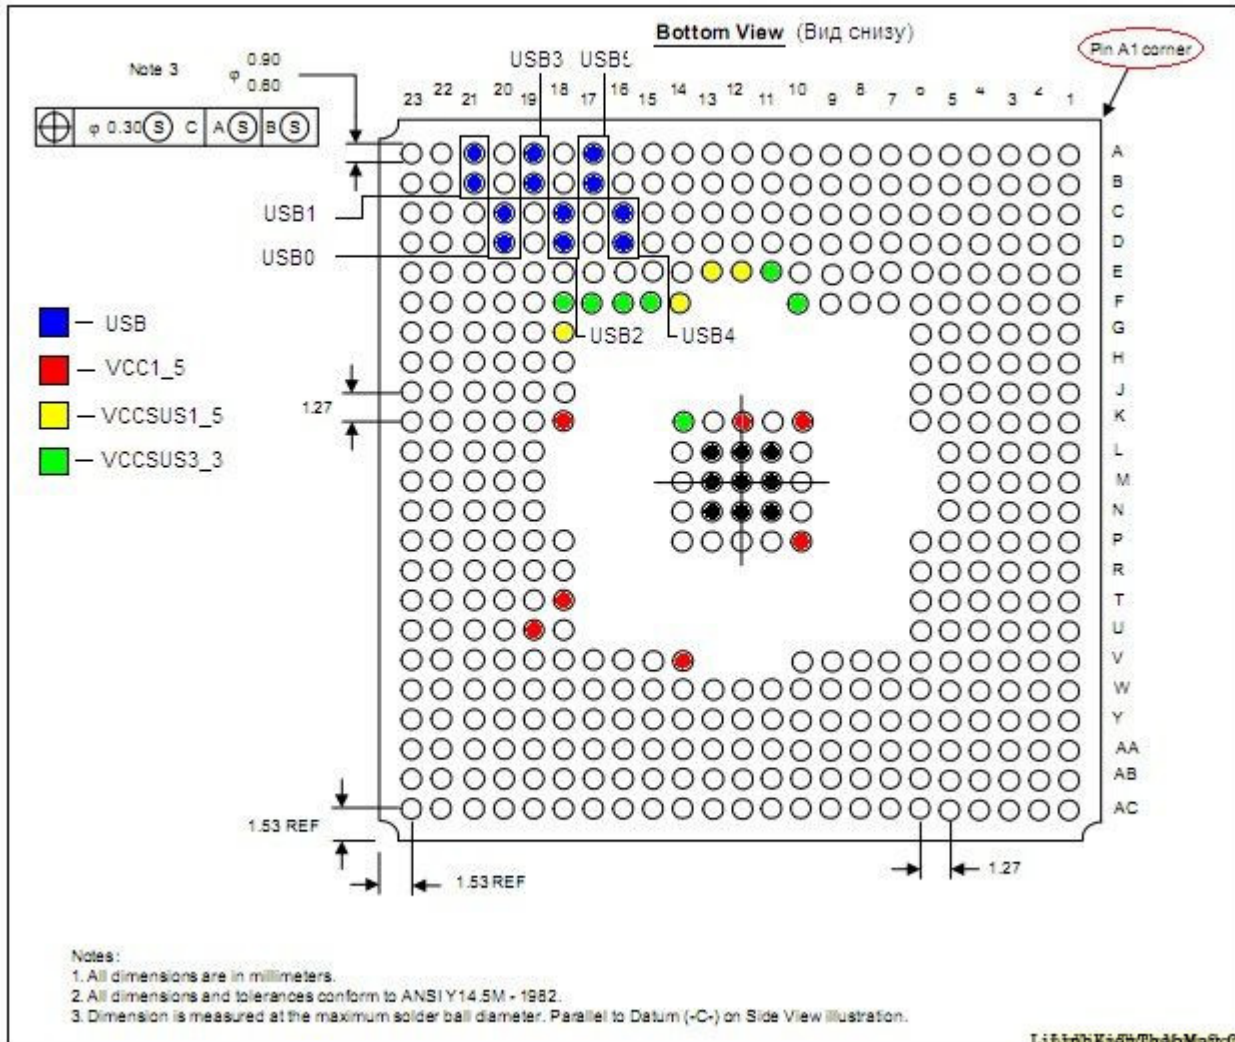 Bottom View (Вид снизу)
Pin A1 corner
Note 3
φ 0.90
0.60
USB3 USB5
23 22 21 20 19 18 17 16 15 14 13 12 11 10 9 8 7 6 5 4 3 2 1
φ 0.30 S C A S B S
A
B
USB1
C
D
USB0
E
F
USB
G
USB2
USB4
H
VCC1_5
J
1.27
K
VCCSUS1_5
L
VCCSUS3_3
M
N
P
R
T
U
V
W
Y
AA
AB
AC
1.53 REF
1.27
1.53 REF
Notes:
1. All dimensions are in millimeters.
2. All dimensions and tolerances conform to ANSI Y14.5M - 1982.
3. Dimension is measured at the maximum solder ball diameter. Parallel to Datum (-C-) on Side View illustration.